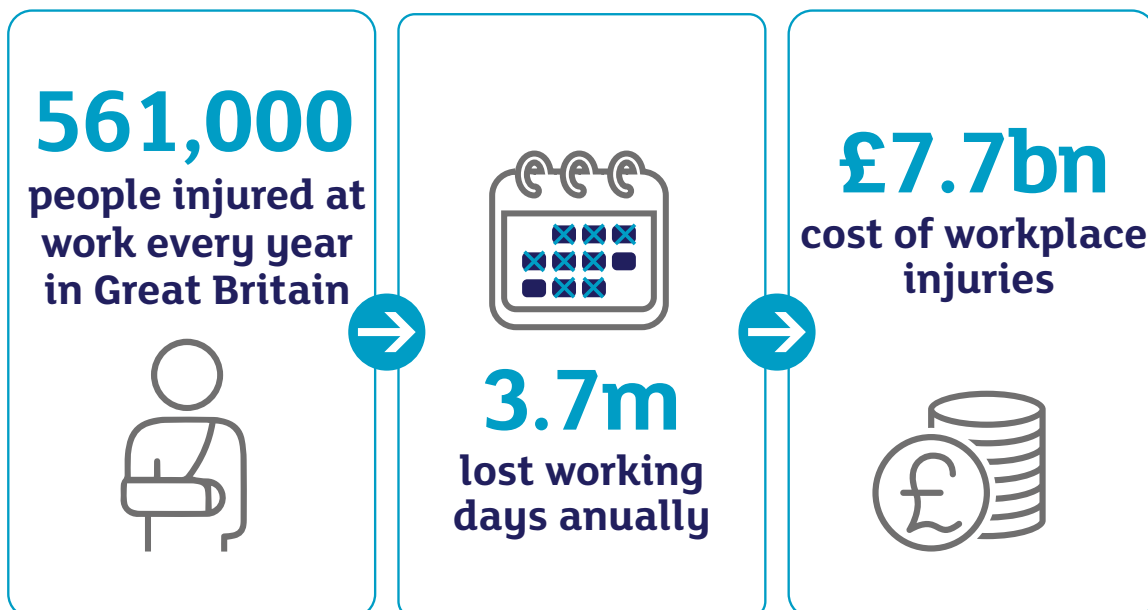 561,000
people injured at
work every year
in Great Britain
3.7m
lost working
days anually
£7.7bn
cost of workplace
injuries
£